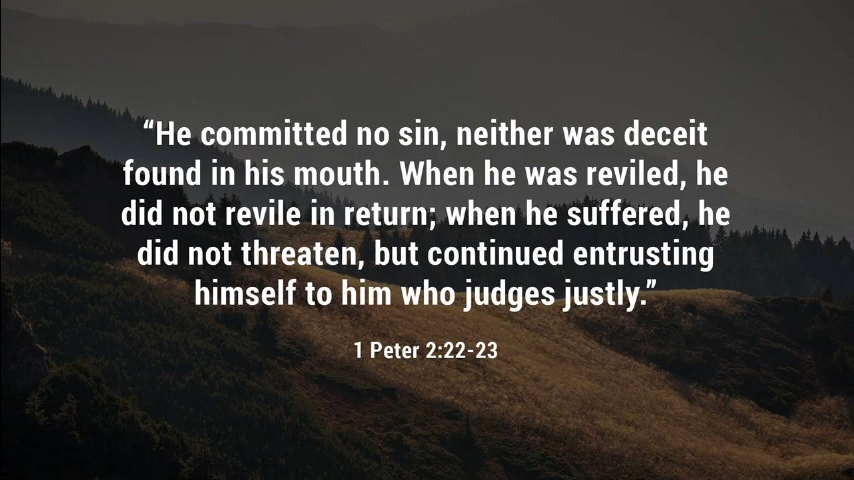 “He committed no sin, neither was deceit
found in his mouth. When he was reviled, he
did not revile in return; when he suffered, he
did not threaten, but continued entrusting
himself to him who judges justly.”
1 Peter 2:22-23